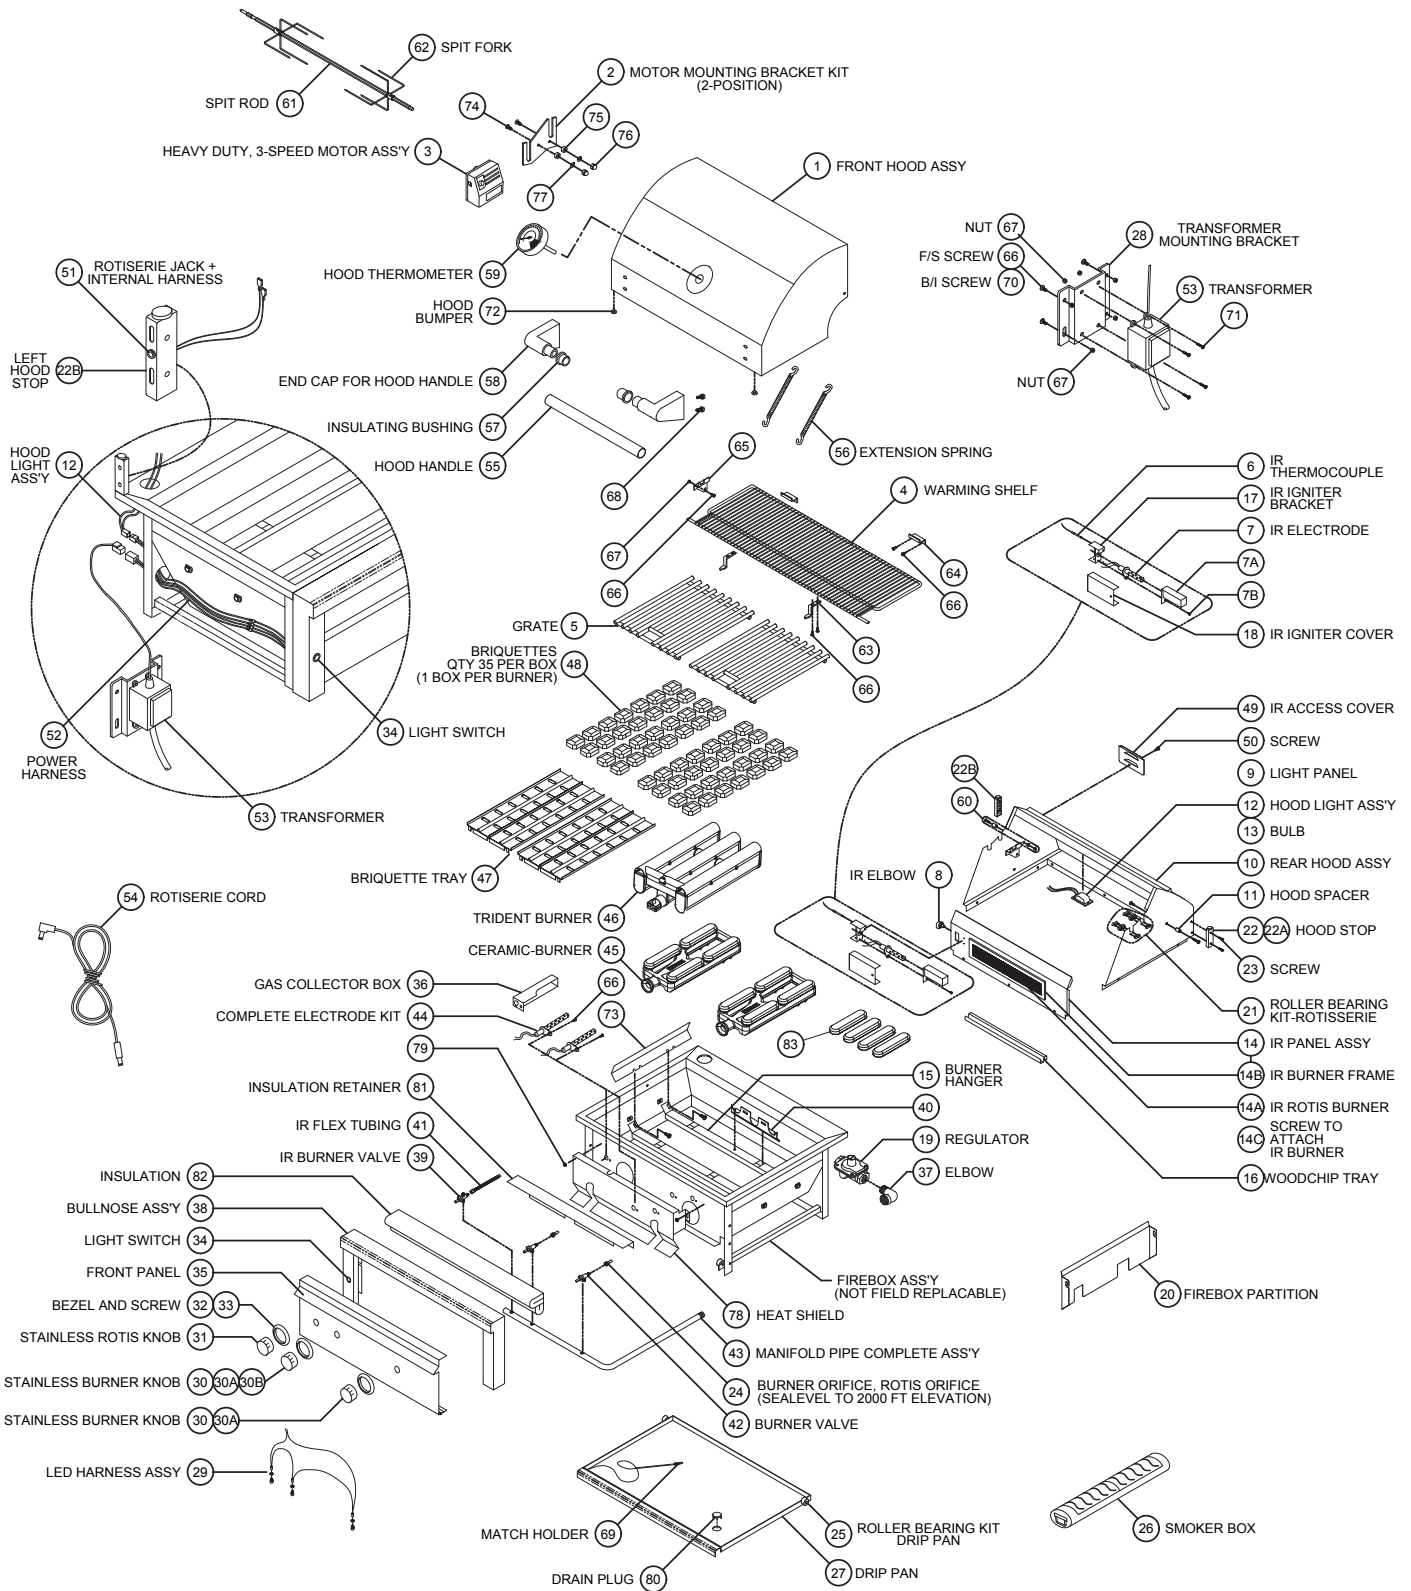 62 SPIT FORK
SPIT ROD 61
2 MOTOR MOUNTING BRACKET KIT
(2-POSITION)
74
75
76
77
HEAVY DUTY, 3-SPEED MOTOR ASS'Y 3
1 FRONT HOOD ASSY
HOOD THERMOMETER 59
HOOD
BUMPER 72
END CAP FOR HOOD HANDLE 58
INSULATING BUSHING 57
HOOD HANDLE 55
68
56 EXTENSION SPRING
NUT 67
F/S SCREW 66
B/I SCREW 70
28 TRANSFORMER
MOUNTING BRACKET
53 TRANSFORMER
71
NUT 67
51 ROTISERIE JACK +
INTERNAL HARNESS
LEFT
HOOD
STOP 22B
HOOD
LIGHT
ASS'Y 12
52
POWER
HARNESS
34 LIGHT SWITCH
53 TRANSFORMER
65
67
66
4 WARMING SHELF
64
66
63
66
GRATE 5
BRIQUETTES
QTY 35 PER BOX
(1 BOX PER BURNER) 48
BRIQUETTE TRAY 47
6 IR
THERMOCOUPLE
17 IR IGNITER
BRACKET
7 IR ELECTRODE
7A
7B
18 IR IGNITER COVER
49 IR ACCESS COVER
50 SCREW
9 LIGHT PANEL
12 HOOD LIGHT ASS'Y
13 BULB
10 REAR HOOD ASSY
11 HOOD SPACER
22 22A HOOD STOP
23 SCREW
21 ROLLER BEARING
KIT-ROTISSERIE
14 IR PANEL ASSY
14B IR BURNER FRAME
14A IR ROTIS BURNER
14C SCREW TO
ATTACH
IR BURNER
16 WOODCHIP TRAY
22B
60
IR ELBOW 8
54 ROTISERIE CORD
TRIDENT BURNER 46
CERAMIC-BURNER 45
GAS COLLECTOR BOX 36
66
COMPLETE ELECTRODE KIT 44
73
79
83
INSULATION RETAINER 81
15 BURNER
HANGER
40
IR FLEX TUBING 41
19 REGULATOR
IR BURNER VALVE 39
37 ELBOW
INSULATION 82
BULLNOSE ASS'Y 38
LIGHT SWITCH 34
FRONT PANEL 35
BEZEL AND SCREW 32 33
STAINLESS ROTIS KNOB 31
STAINLESS BURNER KNOB 30 30A 30B
STAINLESS BURNER KNOB 30 30A
LED HARNESS ASSY 29
FIREBOX ASS'Y
(NOT FIELD REPLACABLE)
78 HEAT SHIELD
20 FIREBOX PARTITION
43 MANIFOLD PIPE COMPLETE ASS'Y
24 BURNER ORIFICE, ROTIS ORIFICE
(SEALEVEL TO 2000 FT ELEVATION)
42 BURNER VALVE
MATCH HOLDER 69
DRAIN PLUG 80
25 ROLLER BEARING KIT
DRIP PAN
27 DRIP PAN
26 SMOKER BOX